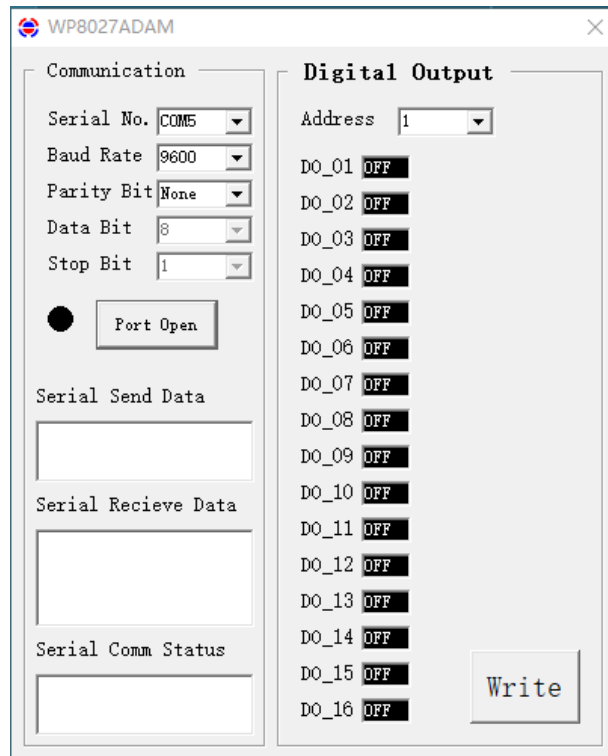 WP8027ADAM
Communication
Serial No. COM5
Baud Rate 9600
Parity Bit None
Data Bit 8
Stop Bit 1
Port Open
Serial Send Data
Serial Recieve Data
Serial Comm Status
Digital Output
Address 1
DO_01 OFF
DO_02 OFF
DO_03 OFF
DO_04 OFF
DO_05 OFF
DO_06 OFF
DO_07 OFF
DO_08 OFF
DO_09 OFF
DO_10 OFF
DO_11 OFF
DO_12 OFF
DO_13 OFF
DO_14 OFF
DO_15 OFF
DO_16 OFF
Write